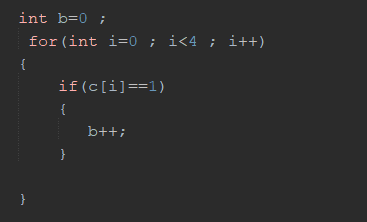 int b=0 ;
for(int i=0 ; i<4 ; i++)
{
if(c[i]==1)
{
b++;
}
}